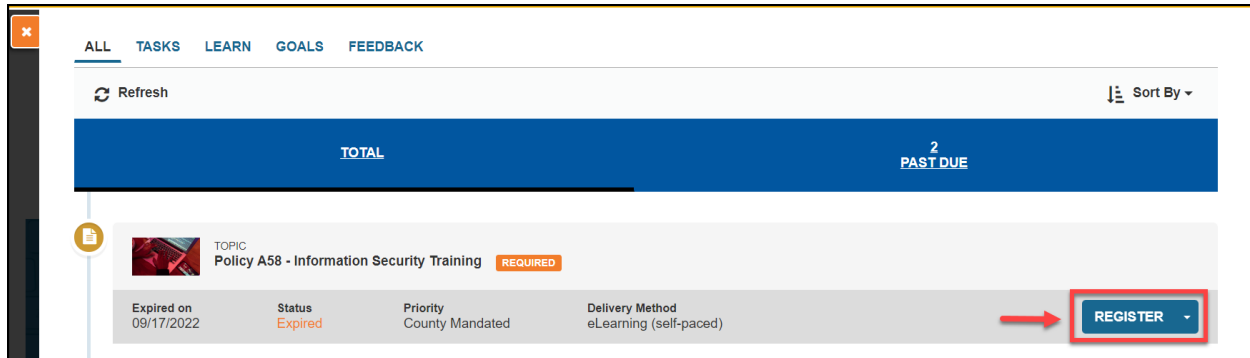 ALL TASKS LEARN GOALS FEEDBACK
Refresh Sort By
TOTAL
2
PAST DUE
TOPIC
Policy A58 - Information Security Training REQUIRED
Expired on Status Priority Delivery Method
09/17/2022 Expired County Mandated eLearning (self-paced)
REGISTER